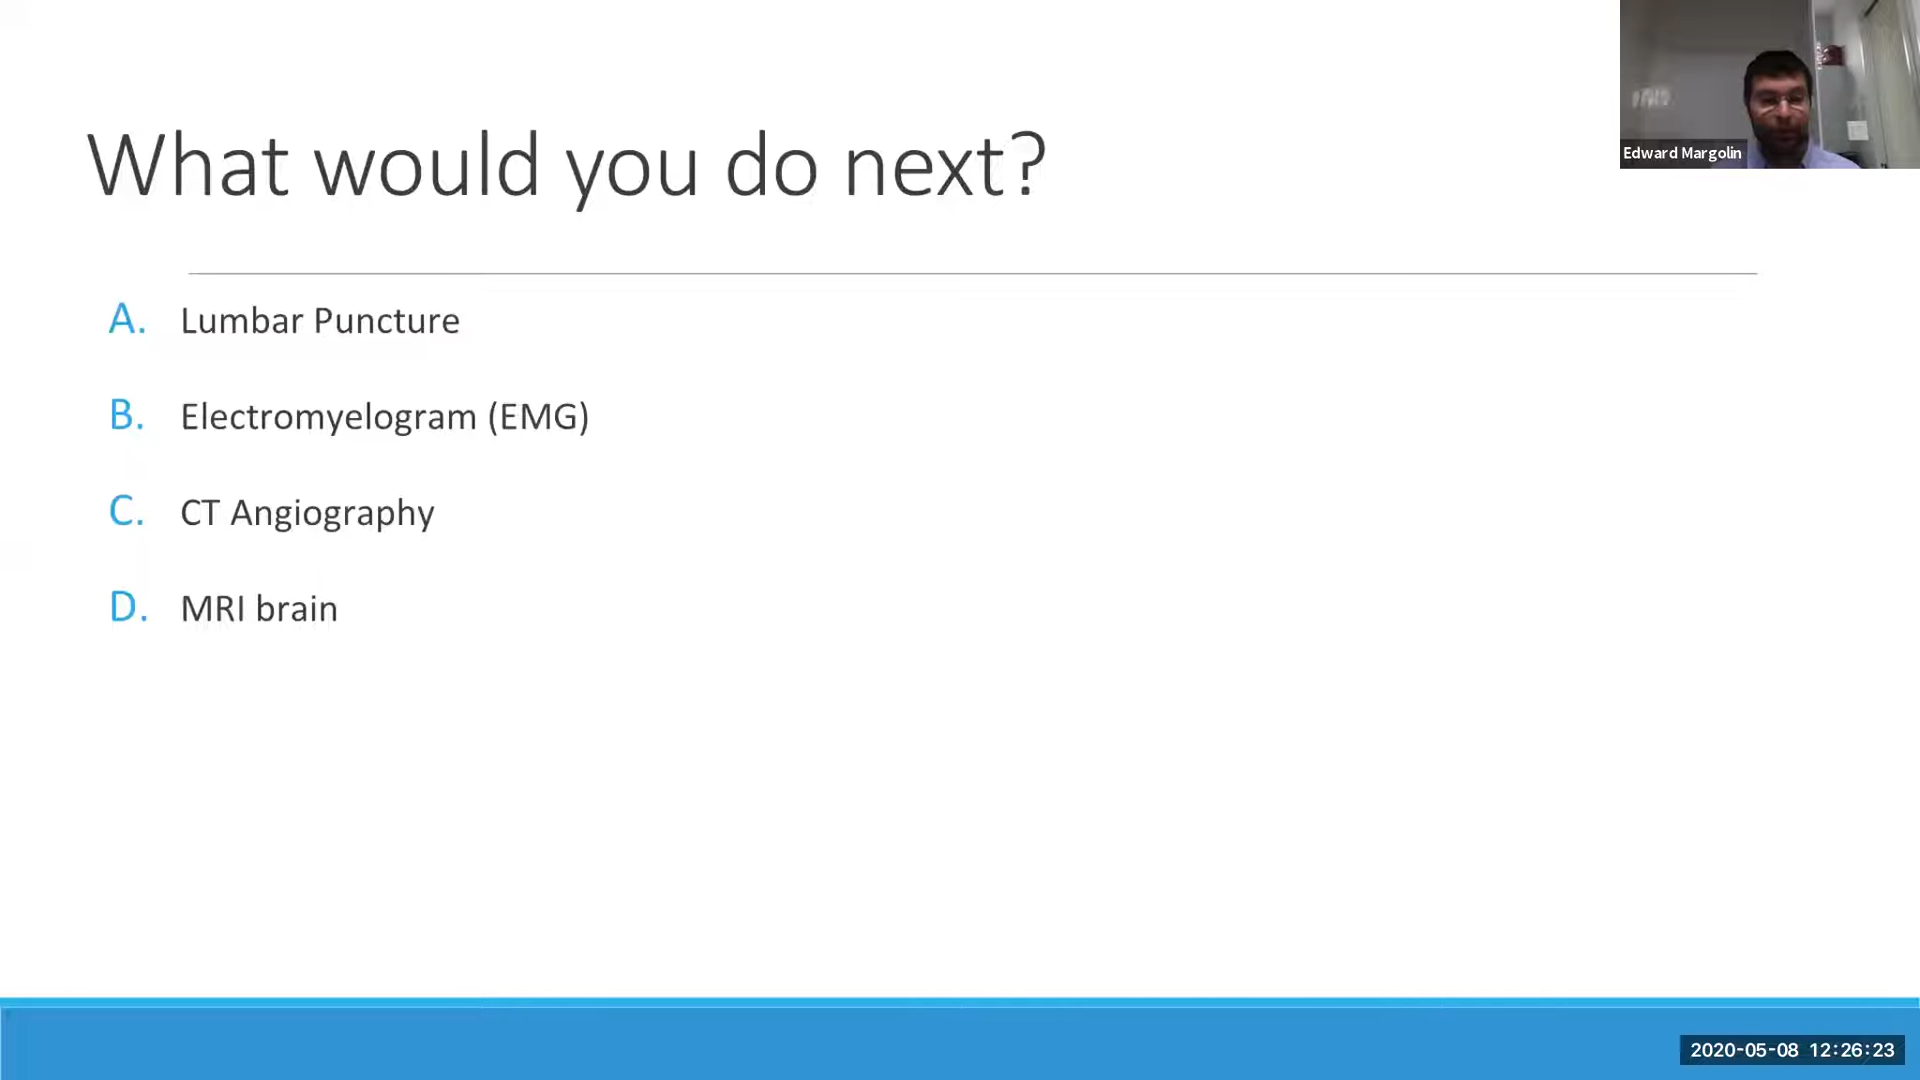 What would you do next?
Edward Margolin
A. Lumbar Puncture
B. Electromyelogram (EMG)
C. CT Angiography
D. MRI brain
2020-05-08 12:26:23